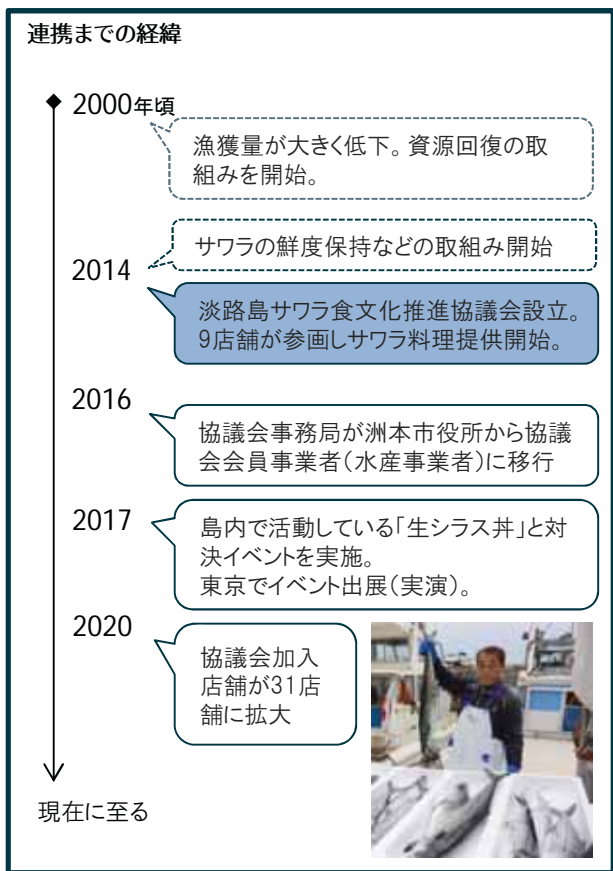 連携までの経緯
2000年頃
漁獲量が大きく低下。資源回復の取
組みを開始。
サワラの鮮度保持などの取組み開始
2014
淡路島サワラ食文化推進協議会設立。
9店舗が参画しサワラ料理提供開始。
2016
協議会事務局が洲本市役所から協議
会会員事業者(水産事業者)に移行
2017
島内で活動している「生シラス丼」と対
決イベントを実施。
東京でイベント出展(実演)。
2020
協議会加入
店舗が31店
舗に拡大
現在に至る